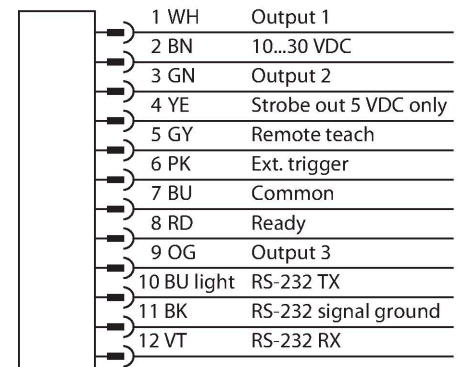 1 WH Output 1
2 BN 10...30 VDC
3 GN Output 2
4 YE Strobe out 5 VDC only
5 GY Remote teach
6 PK Ext. trigger
7 BU Common
8 RD Ready
9 OG Output 3
10 BU light RS-232 TX
11 BK RS-232 signal ground
12 VT RS-232 RX